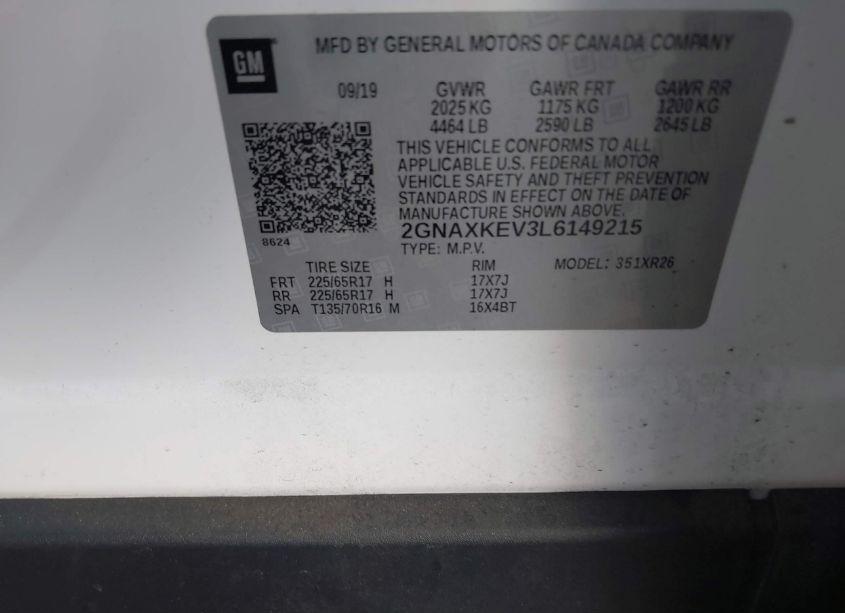 GM
MFD BY GENERAL MOTORS OF CANADA COMPANY
09/19 GVWR GAWR FRT GAWR RR
2025 KG 1175 KG 1200 KG
4464 LB 2590 LB 2645 LB
THIS VEHICLE CONFORMS TO ALL
APPLICABLE U.S. FEDERAL MOTOR
VEHICLE SAFETY AND THEFT PREVENTION
STANDARDS IN EFFECT ON THE DATE OF
MANUFACTURE SHOWN ABOVE.
2GNAXKEV3L6149215
8624
TYPE: M.P.V.
TIRE SIZE RIM MODEL: 351XR26
FRT 225/65R17 H 17X7J
RR 225/65R17 H 17X7J
SPA T135/70R16 M 16X4BT